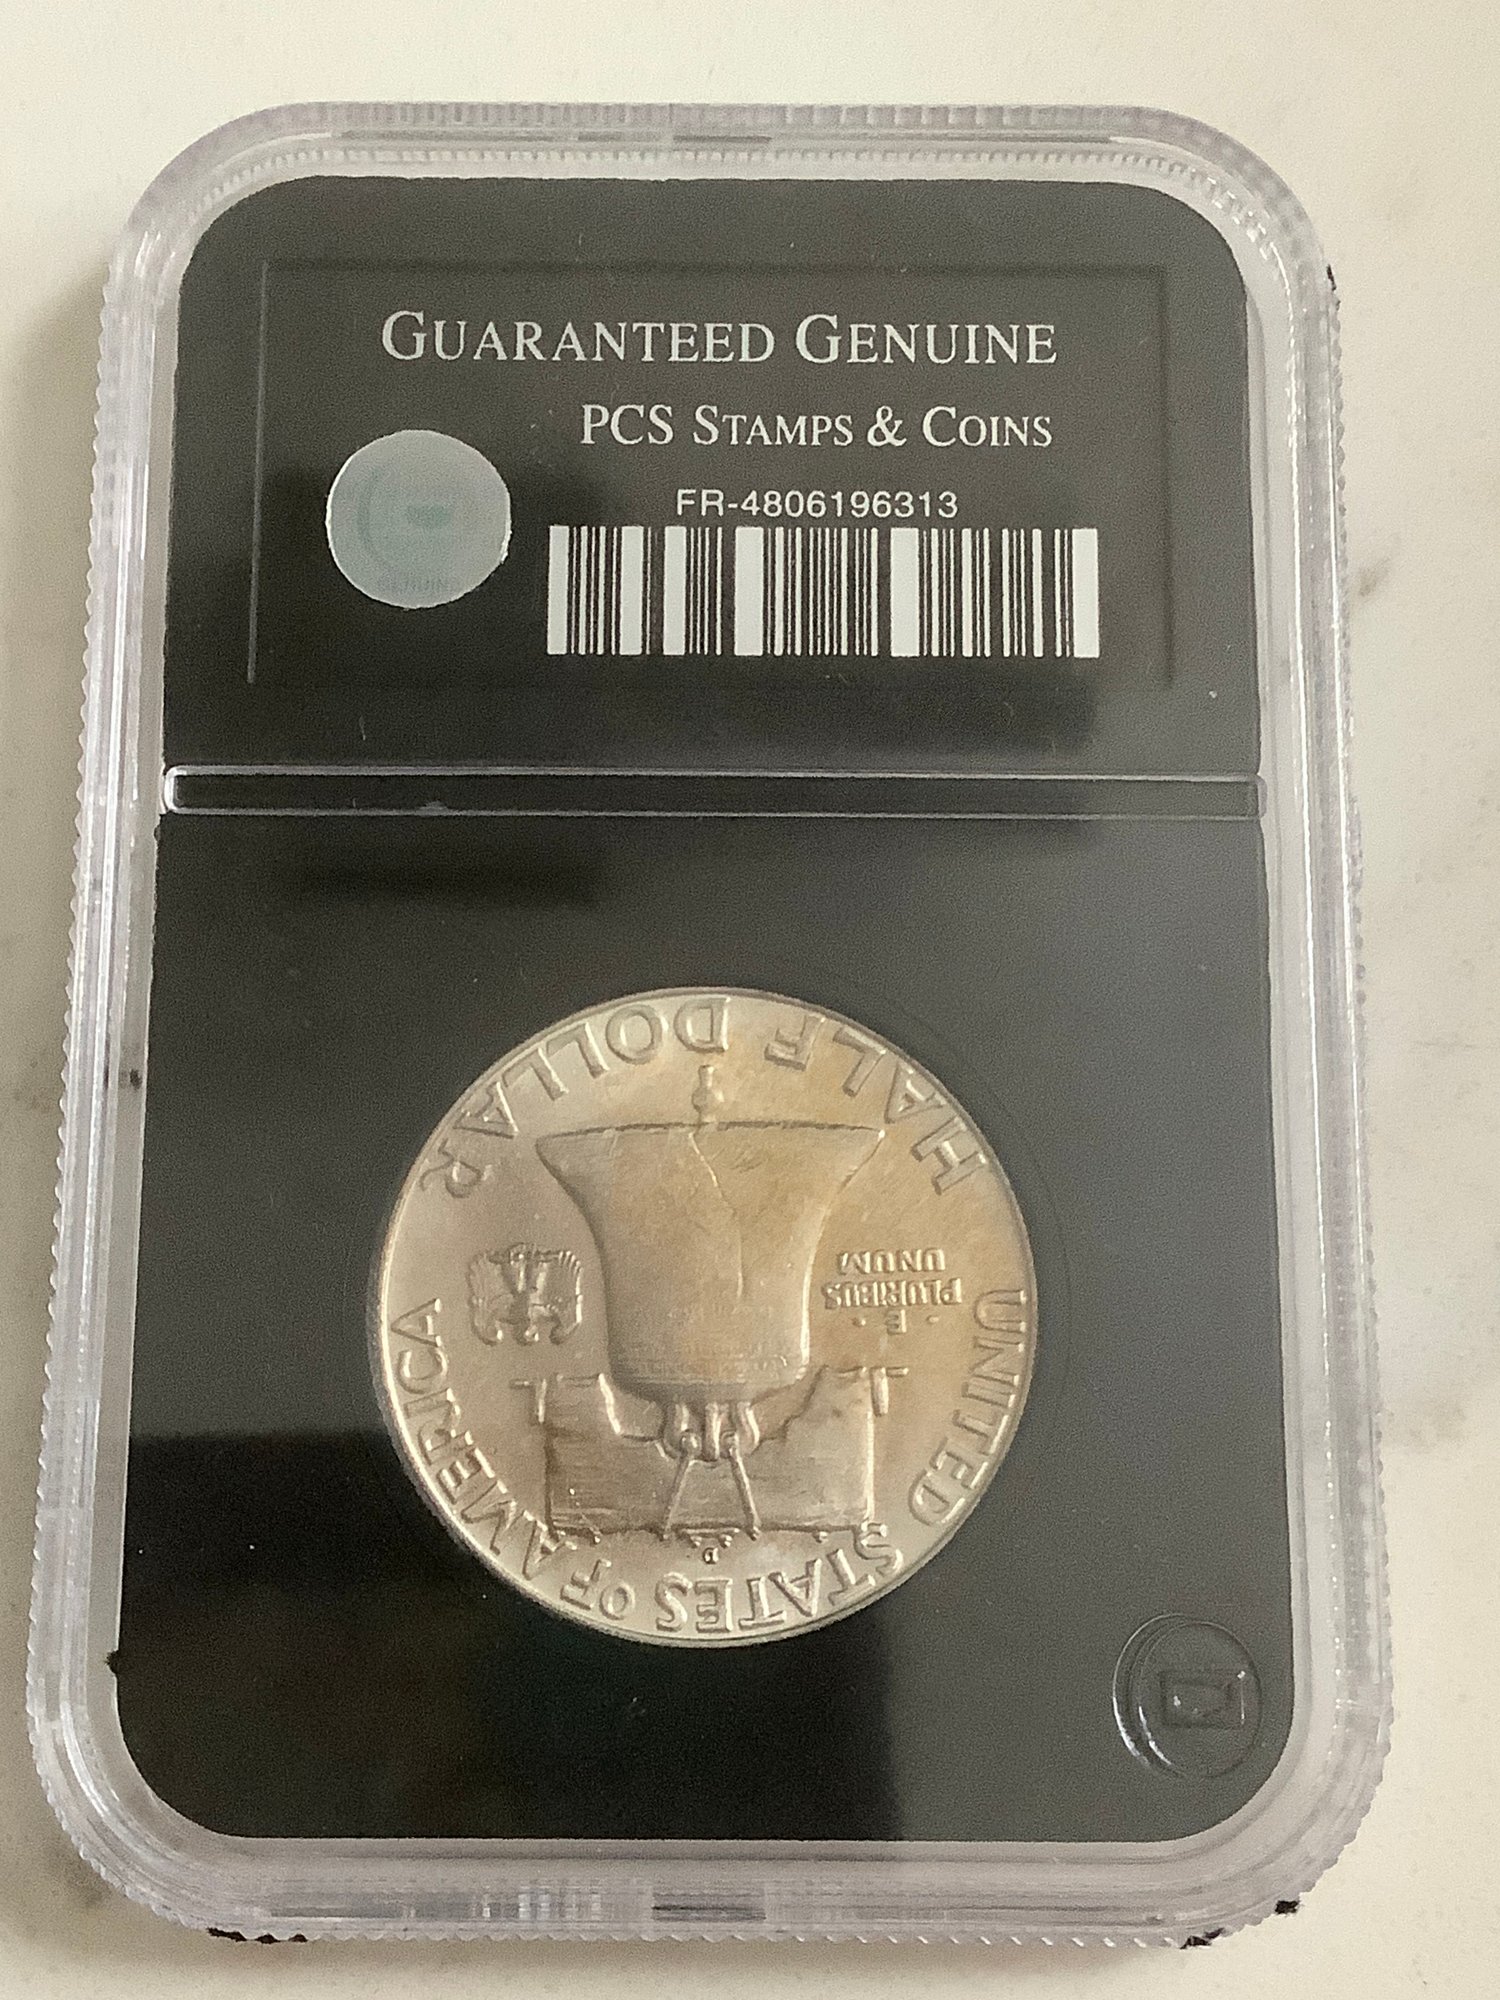 GUARANTEED GENUINE
PCS STAMPS & COINS
FR-4806196313
UNITED STATES OF AMERICA
HALF DOLLAR
·E·
PLURIBUS
UNUM
D